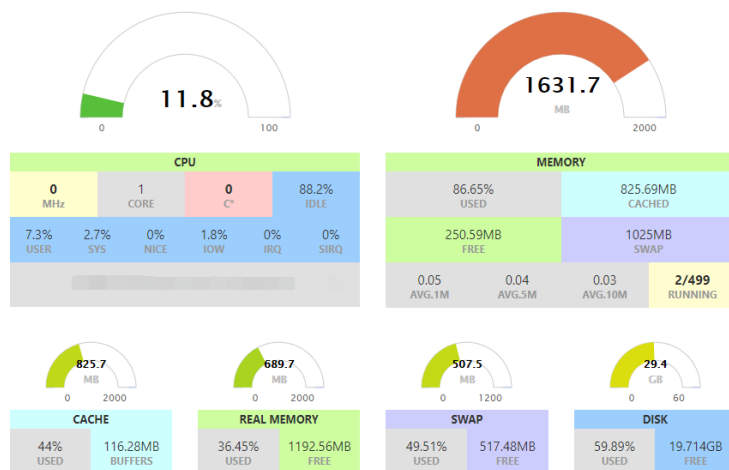 11.8%
0 100
1631.7
MB
0 2000
CPU
0 1 0 88.2%
MHz CORE C° IDLE
7.3% 2.7% 0% 1.8% 0% 0%
USER SYS NICE IOW IRQ SIRQ
MEMORY
86.65% 825.69MB
USED CACHED
250.59MB 1025MB
FREE SWAP
0.05 0.04 0.03 2/499
AVG.1M AVG.5M AVG.10M RUNNING
825.7
MB
0 2000
CACHE
44% 116.28MB
USED BUFFERS
689.7
MB
0 2000
REAL MEMORY
36.45% 1192.56MB
USED FREE
507.5
MB
0 1200
SWAP
49.51% 517.48MB
USED FREE
29.4
GB
0 60
DISK
59.89% 19.714GB
USED FREE